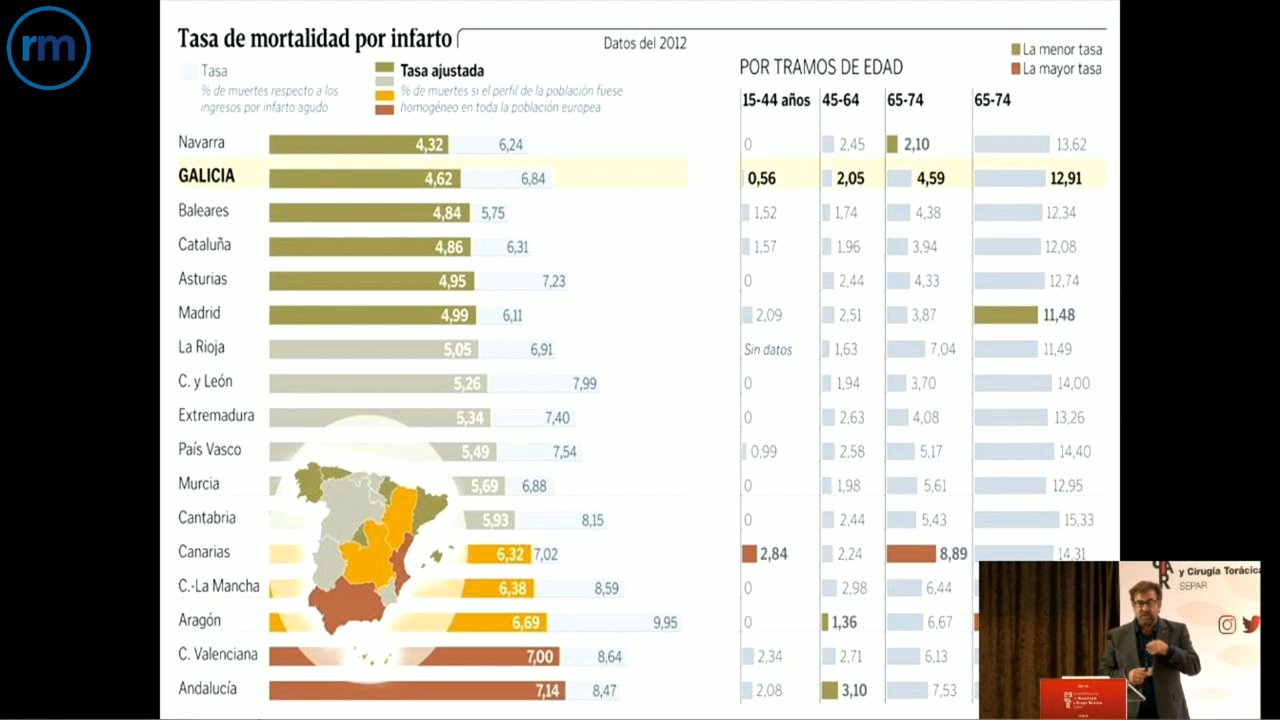 rm
Tasa de mortalidad por infarto
Datos del 2012
La menor tasa
La mayor tasa
Tasa
% de muertes respecto a los
ingresos por infarto agudo
Tasa ajustada
% de muertes si el perfil de la población fuese
homogéneo en toda la población europea
POR TRAMOS DE EDAD
15-44 años 45-64 65-74 65-74
Navarra 4,32 6,24 0 2,45 2,10 13,62
GALICIA 4,62 6,84 0,56 2,05 4,59 12,91
Baleares 4,84 5,75 1,52 1,74 4,38 12,34
Cataluña 4,86 6,31 1,57 1,96 3,94 12,08
Asturias 4,95 7,23 0 2,44 4,33 12,74
Madrid 4,99 6,11 2,09 2,51 3,87 11,48
La Rioja 5,05 6,91 Sin datos 1,63 7,04 11,49
C. y León 5,26 7,99 0 1,94 3,70 14,00
Extremadura 5,34 7,40 0 2,63 4,08 13,26
País Vasco 5,49 7,54 0,99 2,58 5,17 14,40
Murcia 5,69 6,88 0 1,98 5,61 12,95
Cantabria 5,93 8,15 0 2,44 5,43 15,33
Canarias 6,32 7,02 2,84 2,24 8,89 14,31
C.-La Mancha 6,38 8,59 0 2,98 6,44
Aragón 6,69 9,95 0 1,36 6,67
C. Valenciana 7,00 8,64 2,34 2,71 6,13
Andalucía 7,14 8,47 2,08 3,10 7,53
y Cirugía Torácica
SEPAR